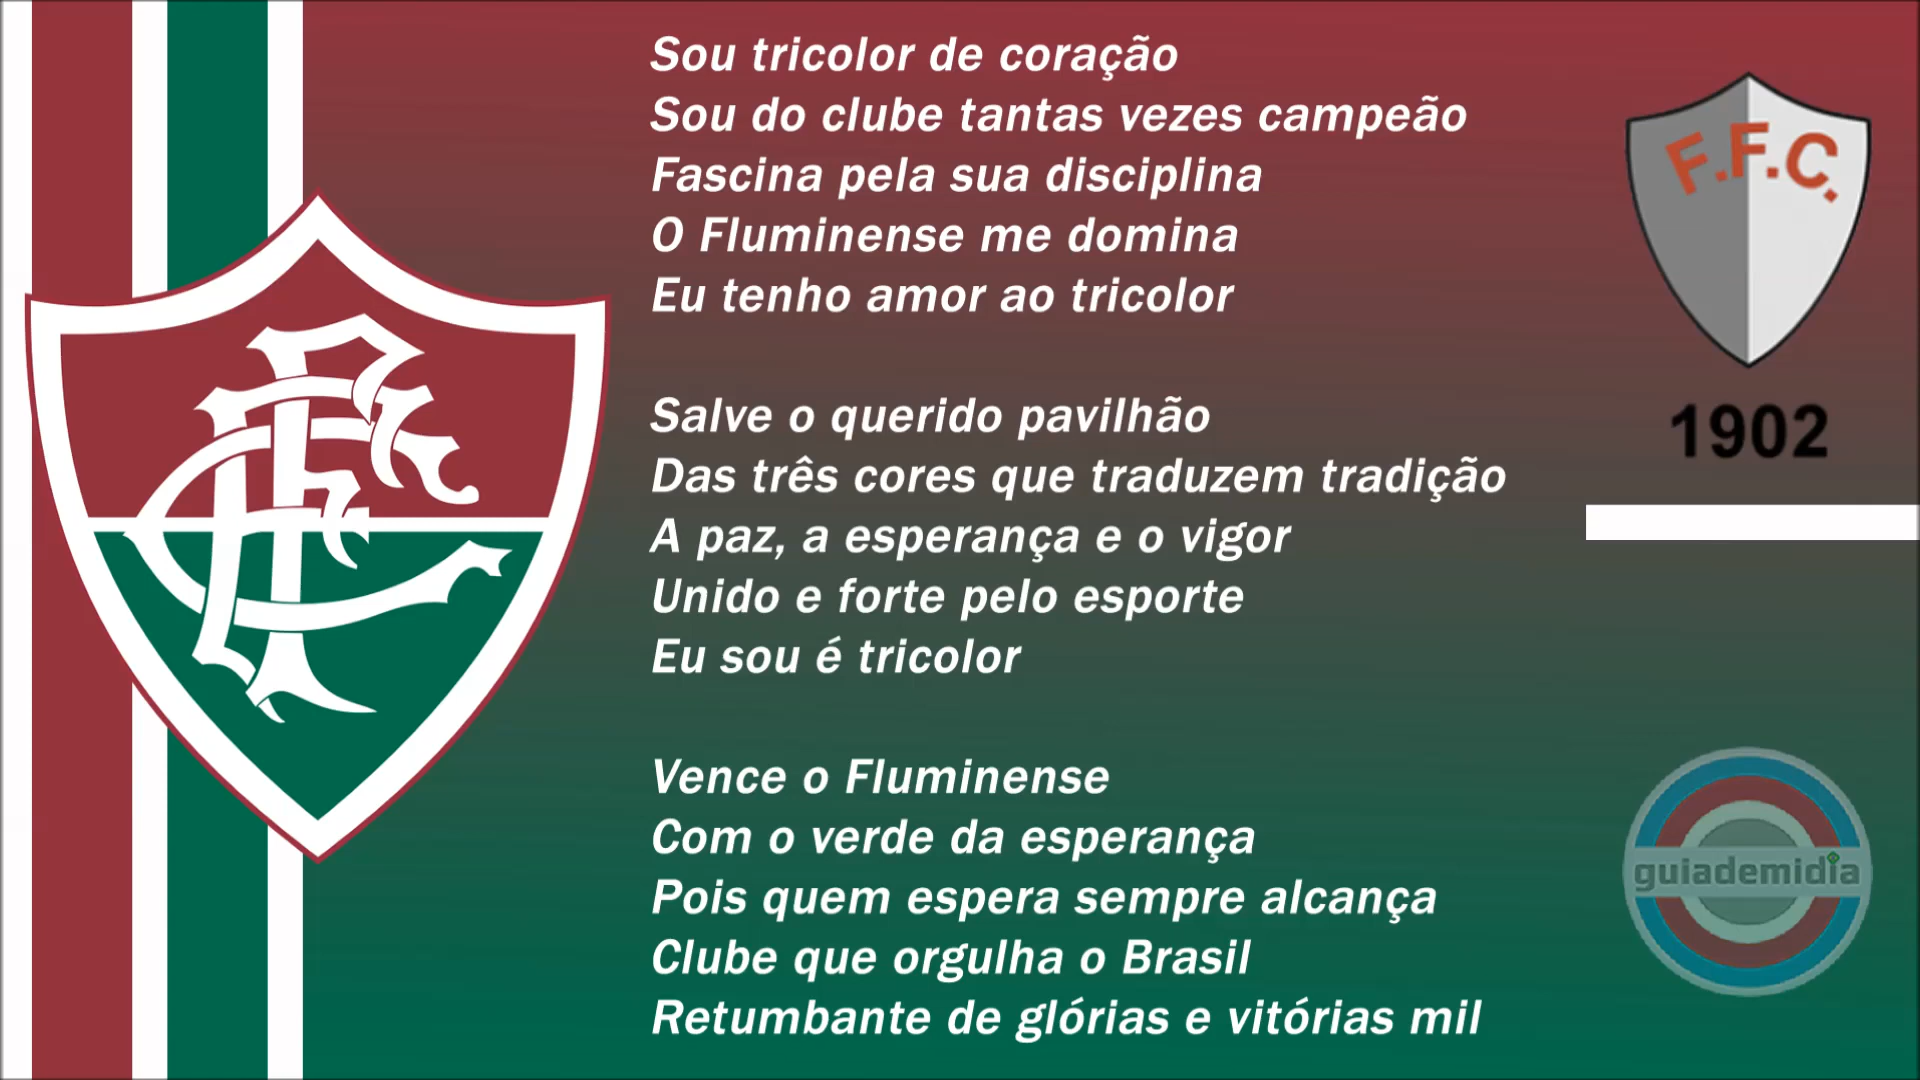 Sou tricolor de coração
Sou do clube tantas vezes campeão
Fascina pela sua disciplina
O Fluminense me domina
Eu tenho amor ao tricolor
Salve o querido pavilhão
Das três cores que traduzem tradição
A paz, a esperança e o vigor
Unido e forte pelo esporte
Eu sou é tricolor
Vence o Fluminense
Com o verde da esperança
Pois quem espera sempre alcança
Clube que orgulha o Brasil
Retumbante de glórias e vitórias mil
F.F.C.
1902
guiademidia
FFC